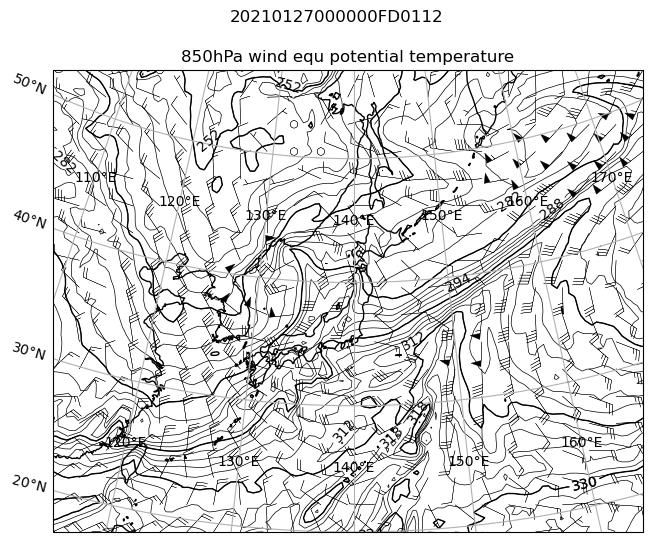 20210127000000FD0112
850hPa wind equ potential temperature
50°N
252
252
282
110°E
170°E
120°E
160°E
288
130°E
150°E
140°E
40°N
294
30°N
312
318
312
318
120°E
160°E
130°E
150°E
140°E
20°N
330